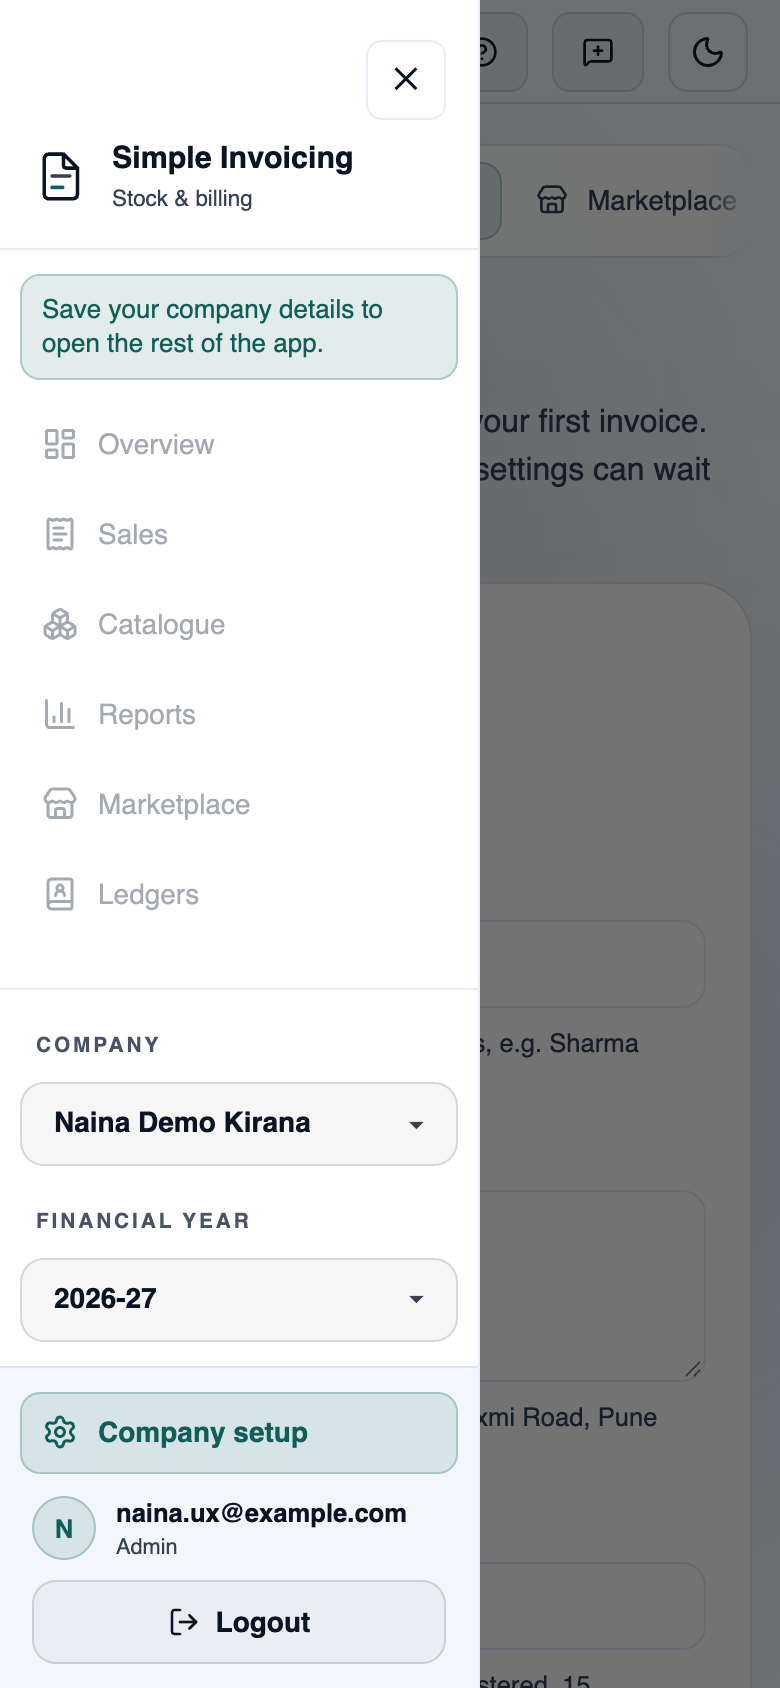 Simple Invoicing
Stock & billing
Marketplace
Save your company details to
open the rest of the app.
your first invoice.
settings can wait
Overview
Sales
Catalogue
Reports
Marketplace
Ledgers
COMPANY
, e.g. Sharma
Naina Demo Kirana
FINANCIAL YEAR
2026-27
Road, Pune
Company setup
N
naina.ux@example.com
Admin
Logout
15